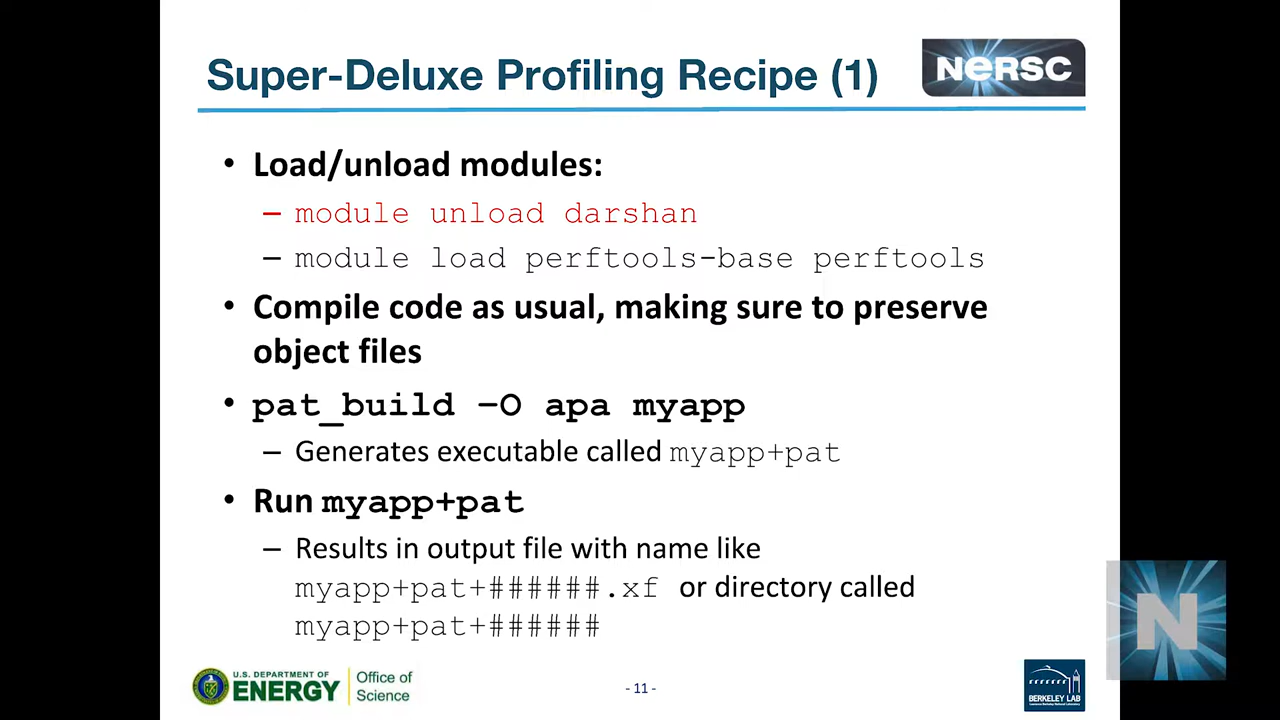 Super-Deluxe Profiling Recipe (1)
NERSC
• Load/unload modules:
– module unload darshan
– module load perftools-base perftools
• Compile code as usual, making sure to preserve
object files
• pat_build –O apa myapp
– Generates executable called myapp+pat
• Run myapp+pat
– Results in output file with name like
myapp+pat+######.xf or directory called
myapp+pat+######
N
U.S. DEPARTMENT OF
ENERGY
Office of
Science
- 11 -
BERKELEY LAB